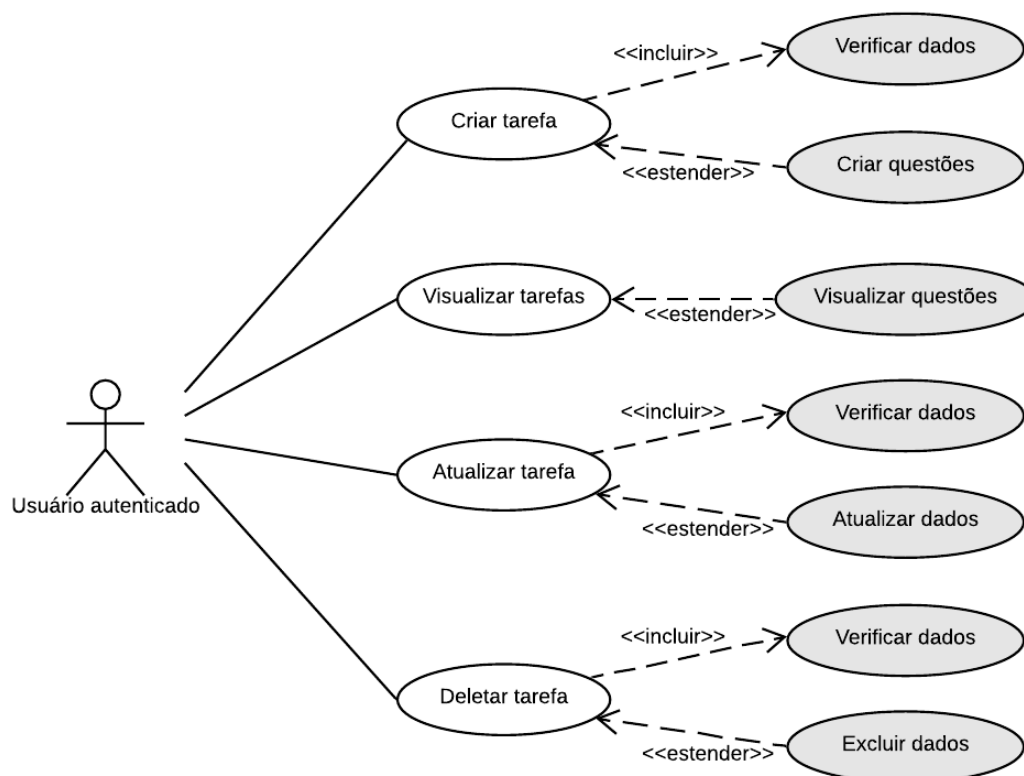 Verificar dados
<<incluir>>
Criar tarefa
Criar questões
<<estender>>
Visualizar tarefas
Visualizar questões
<<estender>>
Verificar dados
<<incluir>>
Atualizar tarefa
Usuário autenticado
Atualizar dados
<<estender>>
Verificar dados
<<incluir>>
Deletar tarefa
Excluir dados
<<estender>>